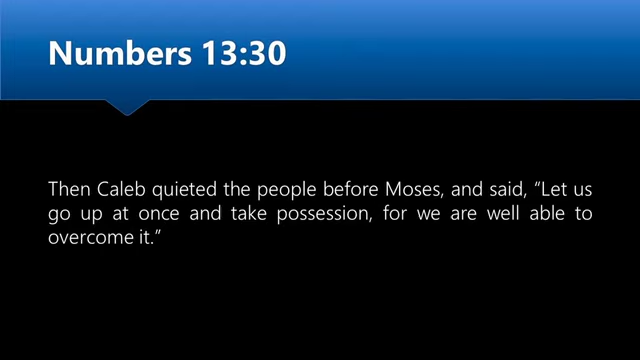 Numbers 13:30
Then Caleb quieted the people before Moses, and said, “Let us
go up at once and take possession, for we are well able to
overcome it.”